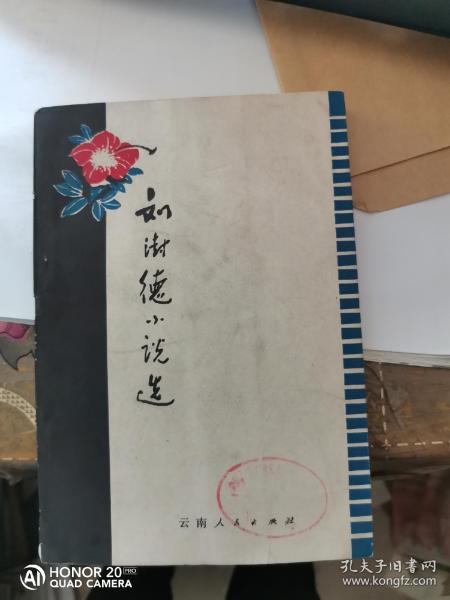 刘澍德小说选
云南人民出版社
HONOR 20 PRO
AI QUAD CAMERA
孔夫子旧书网
www.kongfz.com